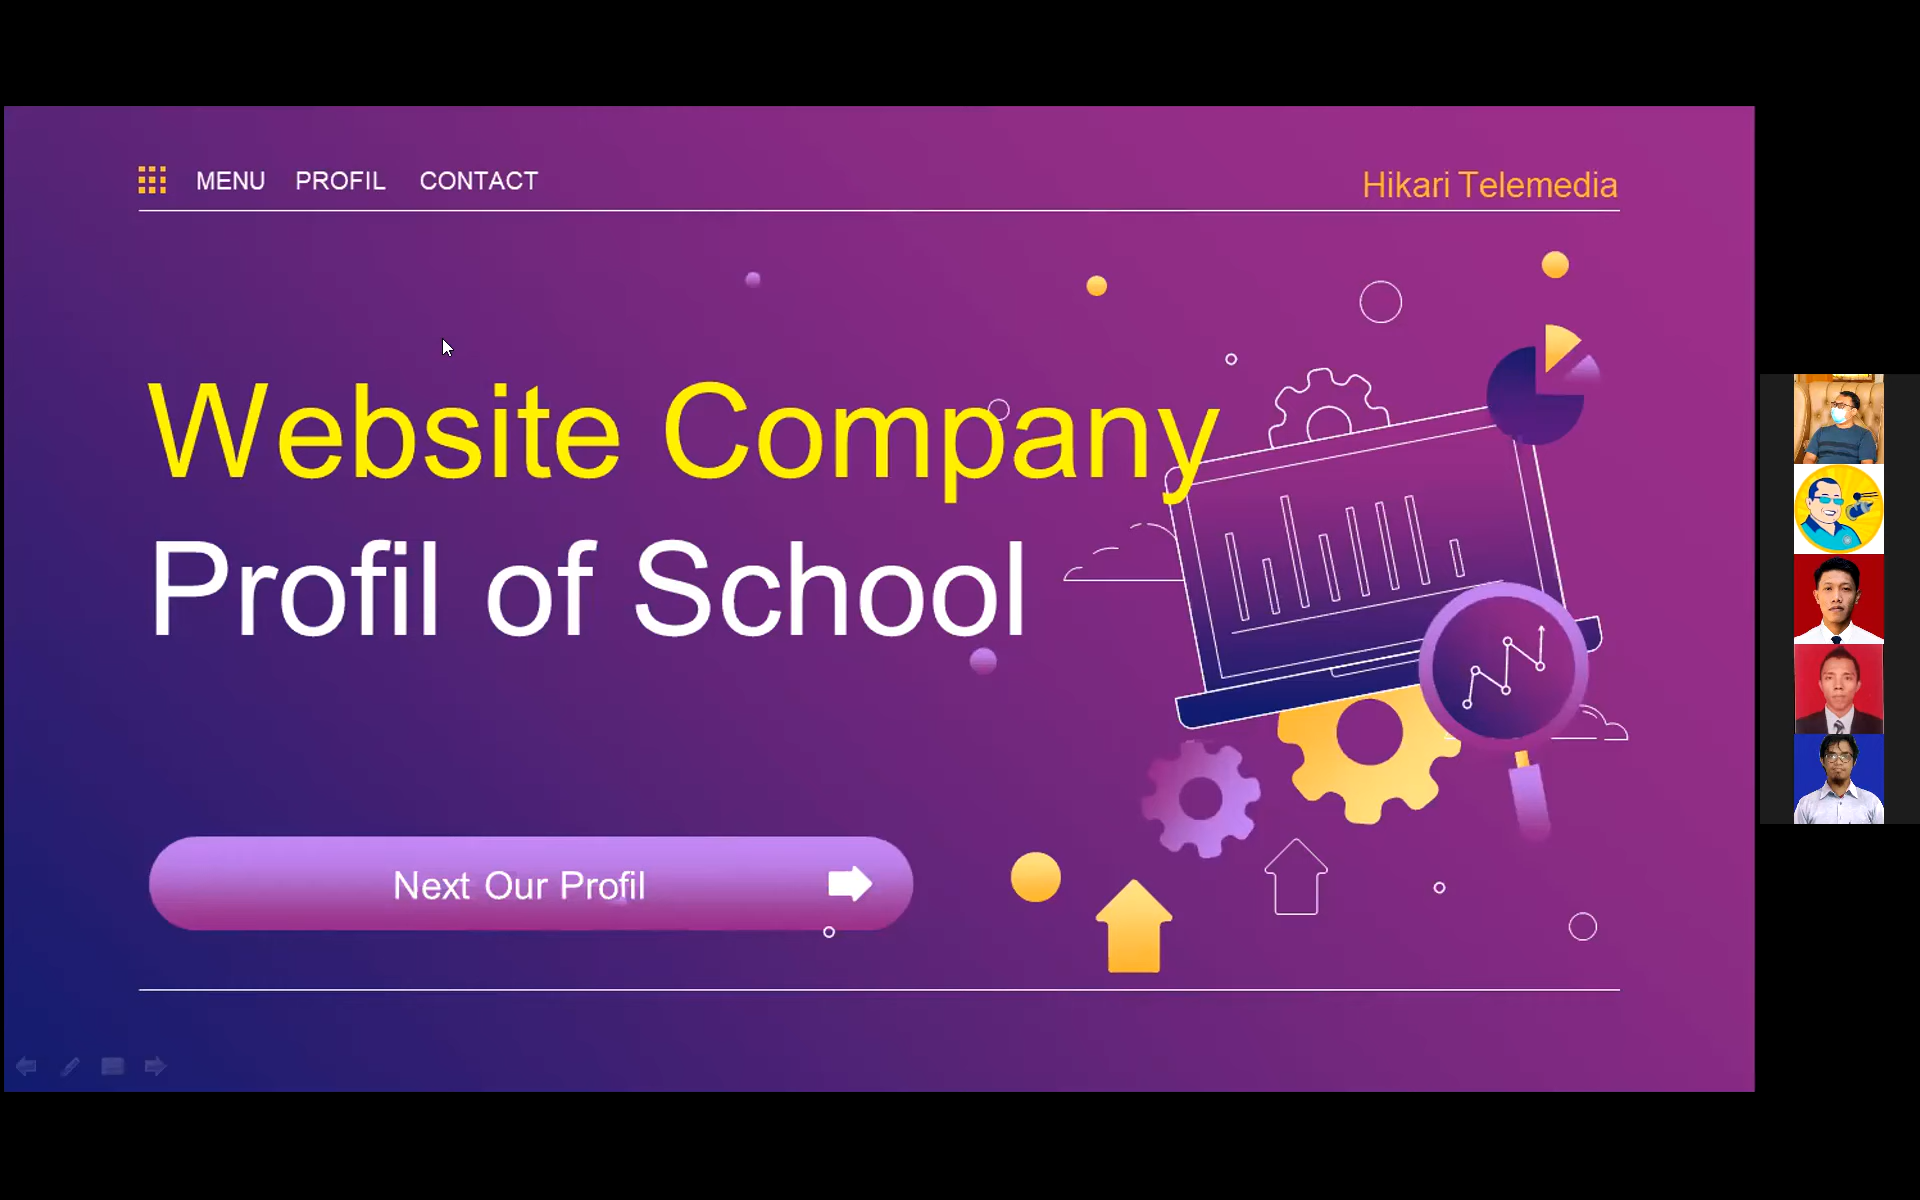 MENU PROFIL CONTACT
Hikari Telemedia
Website Company
Profil of School
Next Our Profil